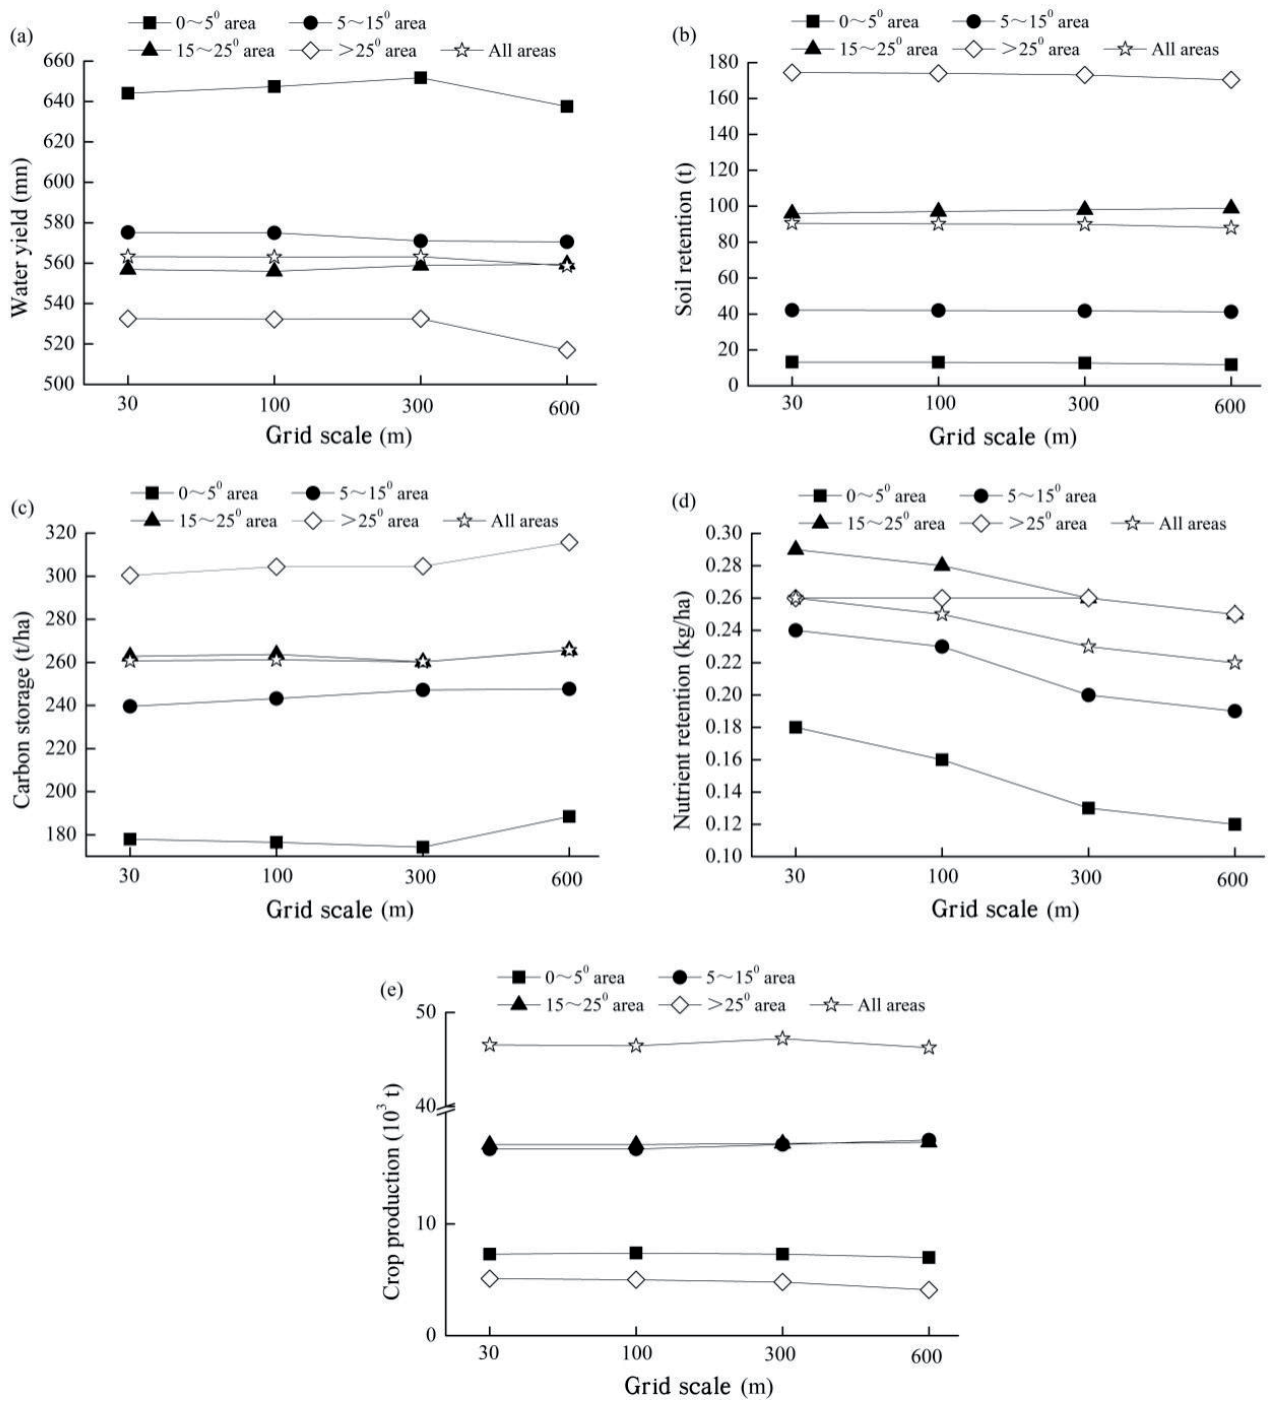 (a)
0～5⁰ area 5～15⁰ area
15～25⁰ area ＞25⁰ area All areas
660
640
620
600
580
560
540
520
500
Water yield (mn)
30 100 300 600
Grid scale (m)
(b)
0～5⁰ area 5～15⁰ area
15～25⁰ area ＞25⁰ area All areas
180
160
140
120
100
80
60
40
20
0
Soil retention (t)
30 100 300 600
Grid scale (m)
(c)
0～5⁰ area 5～15⁰ area
15～25⁰ area ＞25⁰ area All areas
320
300
280
260
240
220
200
180
Carbon storage (t/ha)
30 100 300 600
Grid scale (m)
(d)
0～5⁰ area 5～15⁰ area
15～25⁰ area ＞25⁰ area All areas
0.30
0.28
0.26
0.24
0.22
0.20
0.18
0.16
0.14
0.12
0.10
Nutrient retention (kg/ha)
30 100 300 600
Grid scale (m)
(e)
0～5⁰ area 5～15⁰ area
15～25⁰ area ＞25⁰ area All areas
50
40
10
0
Crop production (10³ t)
30 100 300 600
Grid scale (m)